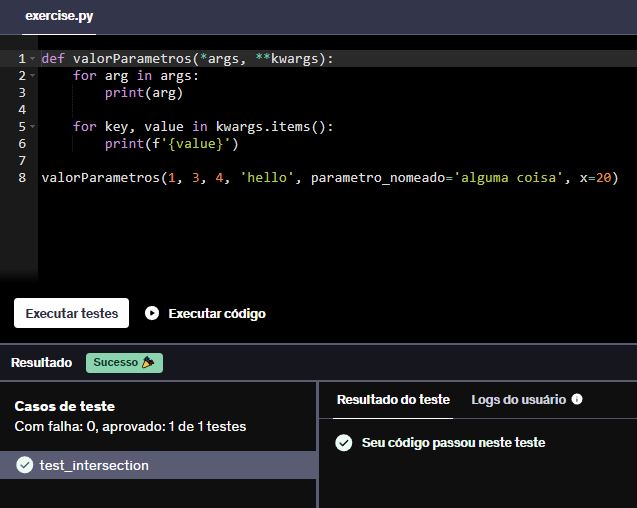 exercise.py
1 def valorParametros(*args, **kwargs):
2     for arg in args:
3         print(arg)
4
5     for key, value in kwargs.items():
6         print(f'{value}')
7
8 valorParametros(1, 3, 4, 'hello', parametro_nomeado='alguma coisa', x=20)
Executar testes Executar código
Resultado Sucesso 🎉
Casos de teste
Com falha: 0, aprovado: 1 de 1 testes
test_intersection
Resultado do teste Logs do usuário
Seu código passou neste teste